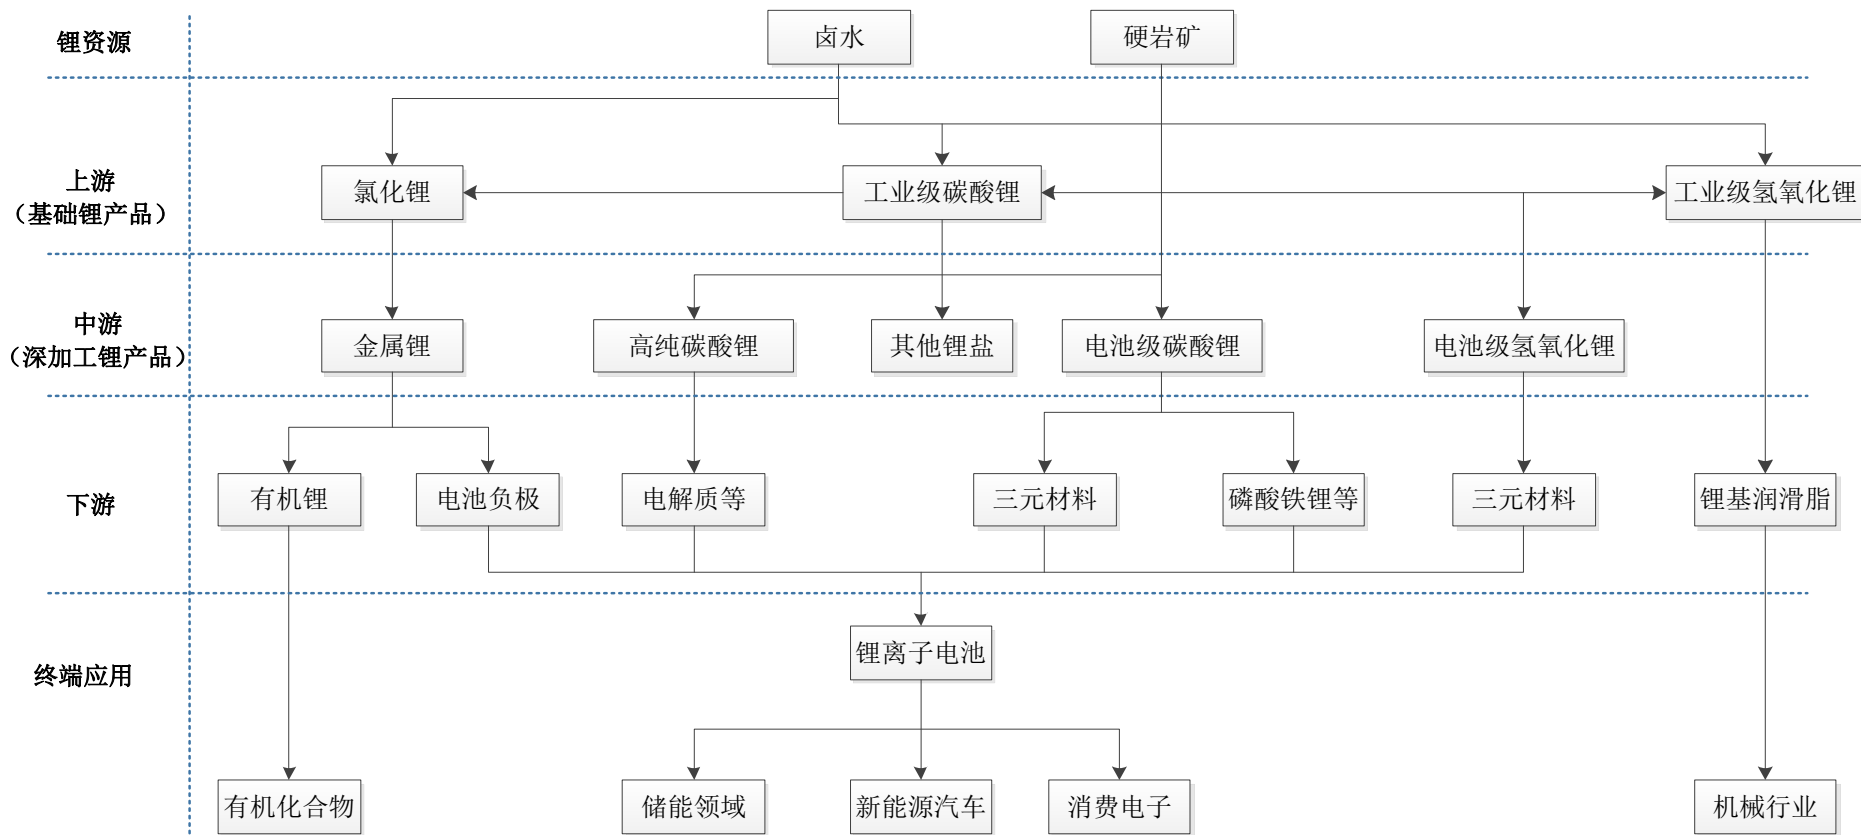 锂资源
卤水
硬岩矿
上游
（基础锂产品）
氯化锂
工业级碳酸锂
工业级氢氧化锂
中游
（深加工锂产品）
金属锂
高纯碳酸锂
其他锂盐
电池级碳酸锂
电池级氢氧化锂
下游
有机锂
电池负极
电解质等
三元材料
磷酸铁锂等
三元材料
锂基润滑脂
终端应用
锂离子电池
有机化合物
储能领域
新能源汽车
消费电子
机械行业